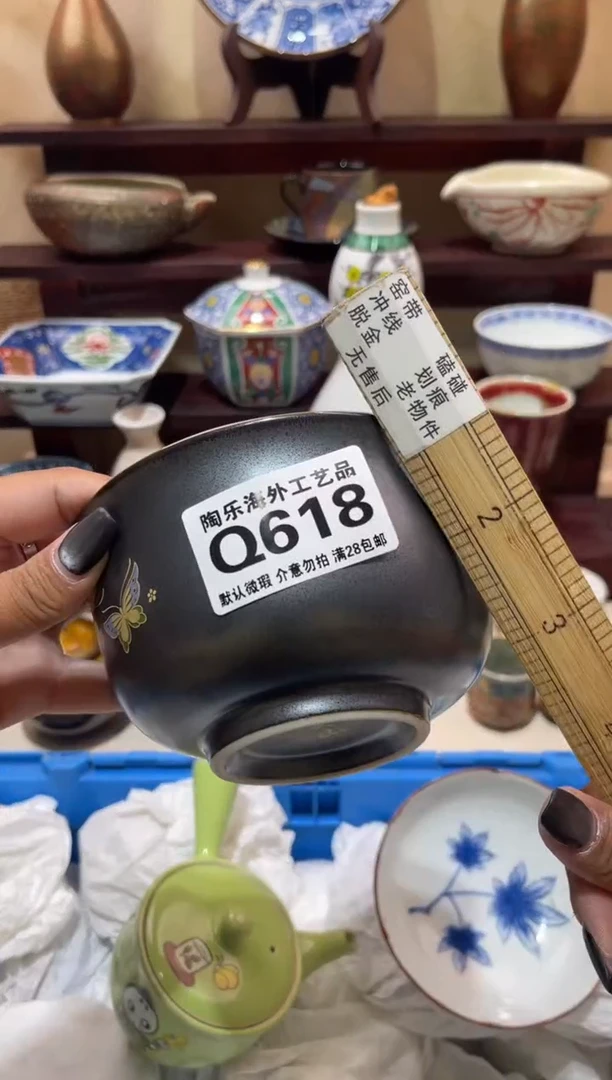 窑带
冲线 磕碰
脱金 划痕
无售后 老物件
2
3
陶乐海外工艺品
Q618
默认微瑕 介意勿拍 满28包邮